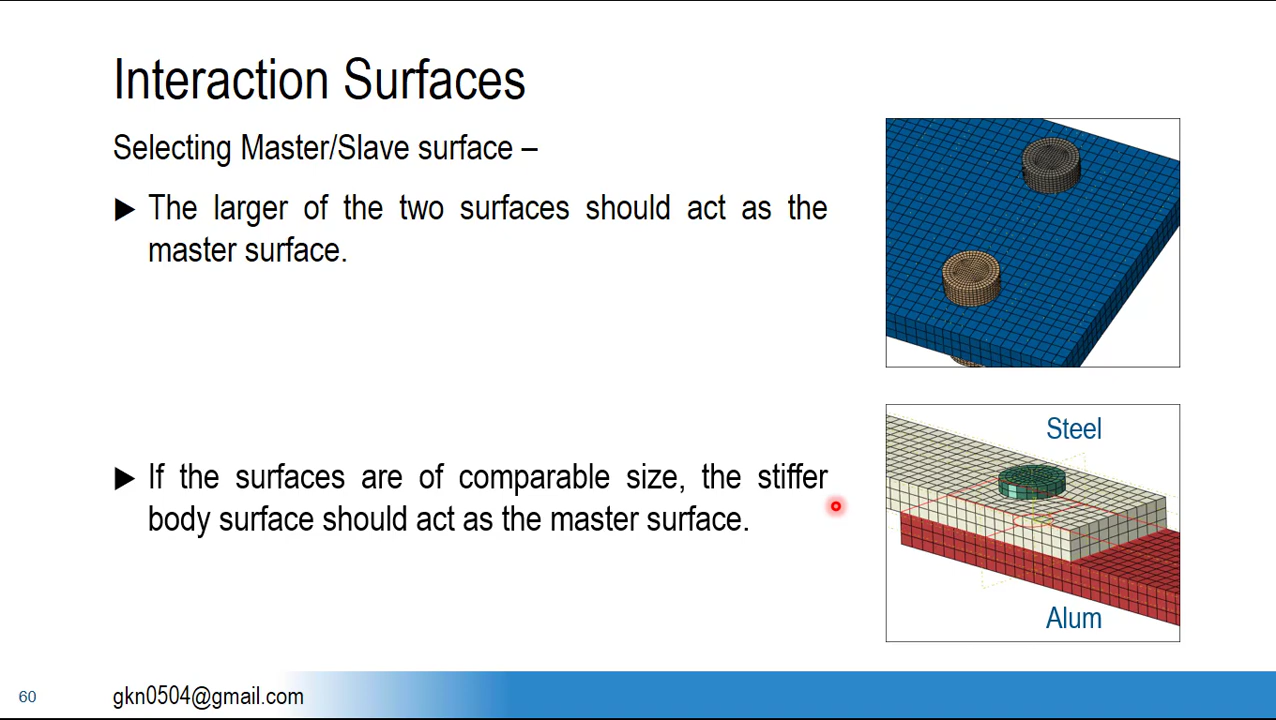 Interaction Surfaces
Selecting Master/Slave surface –
The larger of the two surfaces should act as the
master surface.
If the surfaces are of comparable size, the stiffer
body surface should act as the master surface.
Steel
Alum
60
gkn0504@gmail.com